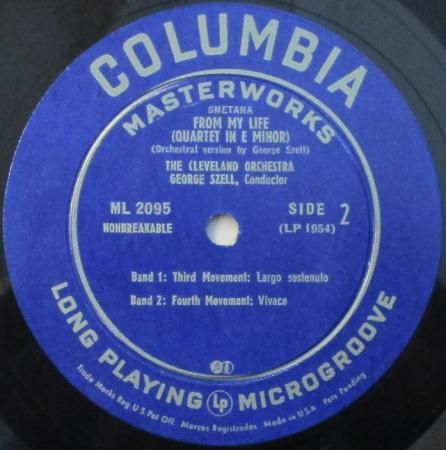 COLUMBIA
MASTERWORKS
SMETANA
FROM MY LIFE
(QUARTET IN E MINOR)
(Orchestral version by George Szell)
THE CLEVELAND ORCHESTRA
GEORGE SZELL, Conductor
ML 2095
NONBREAKABLE
SIDE 2
(LP 1954)
Band 1: Third Movement: Largo sostenuto
Band 2: Fourth Movement: Vivace
LONG PLAYING LP MICROGROOVE
Trade Marks Reg U.S. Pat Off. Marcas Registradas Made in U.S.A Pats Pending